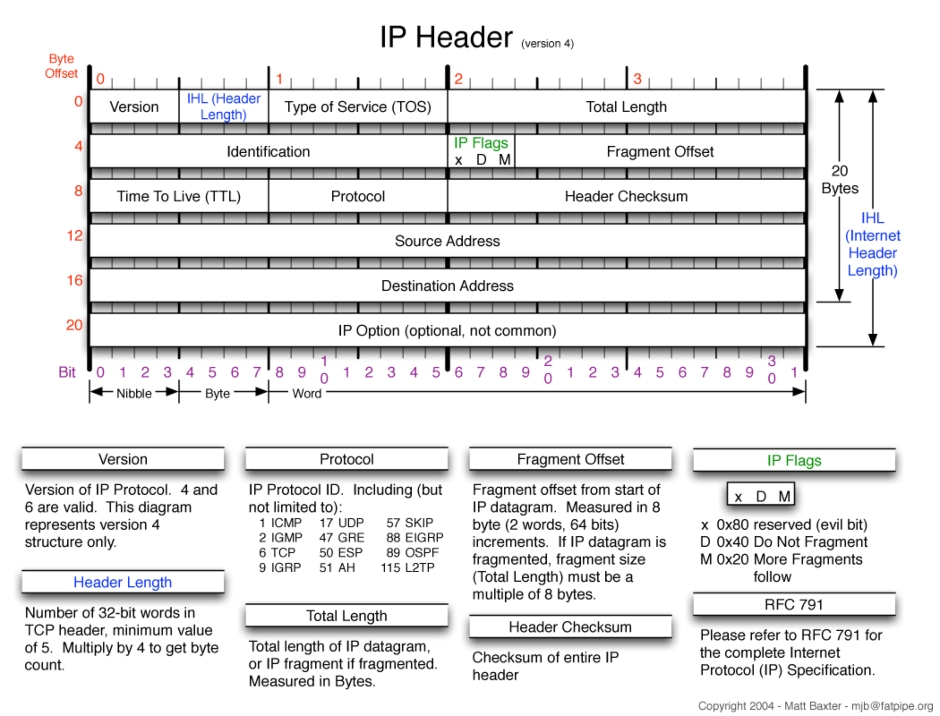 IP Header (version 4)
Byte
Offset
0 1 2 3
0 Version IHL (Header Length) Type of Service (TOS) Total Length
4 Identification IP Flags x D M Fragment Offset
8 Time To Live (TTL) Protocol Header Checksum
12 Source Address
16 Destination Address
20 IP Option (optional, not common)
20
Bytes
IHL
(Internet
Header
Length)
Bit 0 1 2 3 4 5 6 7 8 9 10 1 2 3 4 5 6 7 8 9 20 1 2 3 4 5 6 7 8 9 30 1
Nibble Byte Word
Version
Version of IP Protocol. 4 and
6 are valid. This diagram
represents version 4
structure only.
Header Length
Number of 32-bit words in
TCP header, minimum value
of 5. Multiply by 4 to get byte
count.
Protocol
IP Protocol ID. Including (but
not limited to):
1 ICMP 17 UDP 57 SKIP
2 IGMP 47 GRE 88 EIGRP
6 TCP 50 ESP 89 OSPF
9 IGRP 51 AH 115 L2TP
Total Length
Total length of IP datagram,
or IP fragment if fragmented.
Measured in Bytes.
Fragment Offset
Fragment offset from start of
IP datagram. Measured in 8
byte (2 words, 64 bits)
increments. If IP datagram is
fragmented, fragment size
(Total Length) must be a
multiple of 8 bytes.
Header Checksum
Checksum of entire IP
header
IP Flags
x D M
x 0x80 reserved (evil bit)
D 0x40 Do Not Fragment
M 0x20 More Fragments
follow
RFC 791
Please refer to RFC 791 for
the complete Internet
Protocol (IP) Specification.
Copyright 2004 - Matt Baxter - mjb@fatpipe.org